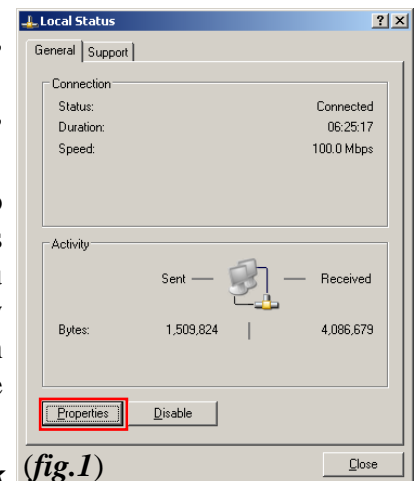 Local Status
General Support
Connection
Status: Connected
Duration: 06:25:17
Speed: 100.0 Mbps
Activity
Sent — — Received
Bytes: 1,509,824 | 4,086,679
Properties Disable
(fig.1) Close